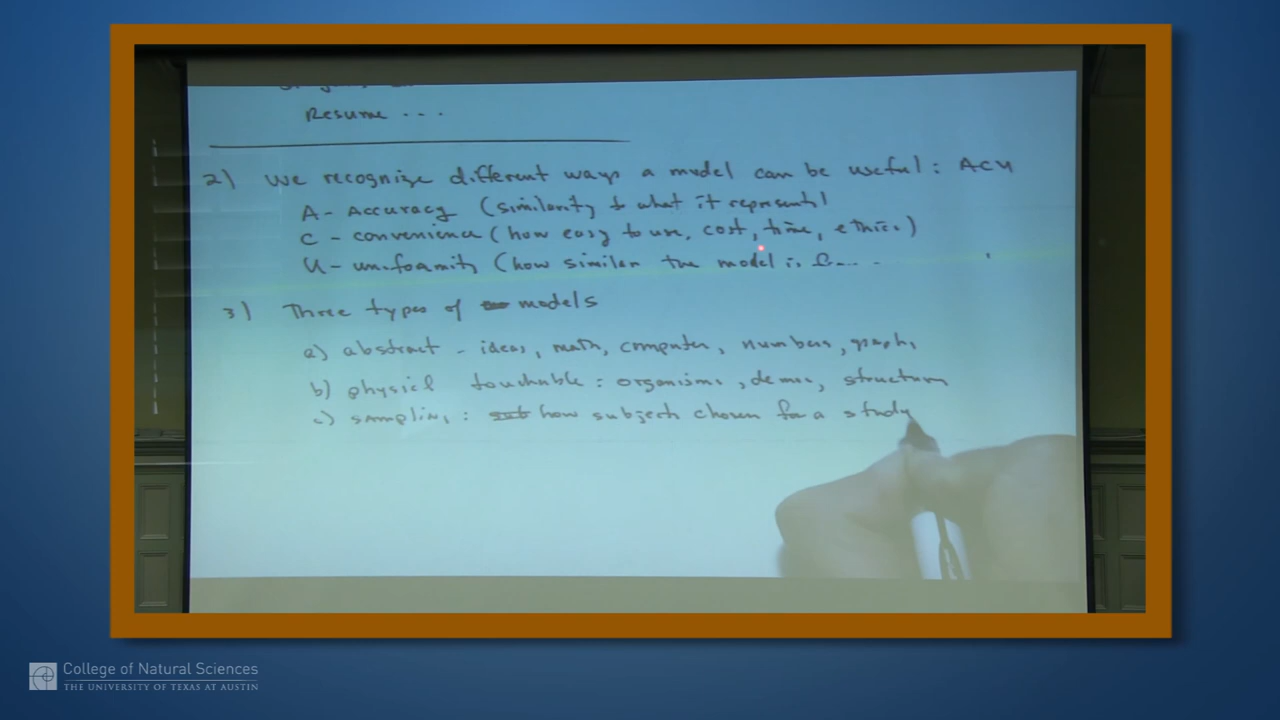 Resume ...
2) We recognize different ways a model can be useful: ACU
A - Accuracy (similarity to what it represents)
C - convenience (how easy to use, cost, time, ethics)
U - uniformity (how similar the model is
3) Three types of models
a) abstract - ideas, math, computer, numbers, graphs
b) physical touchable: organisms, demos, structures
c) sampling: how subject chosen for a study
College of Natural Sciences
THE UNIVERSITY OF TEXAS AT AUSTIN